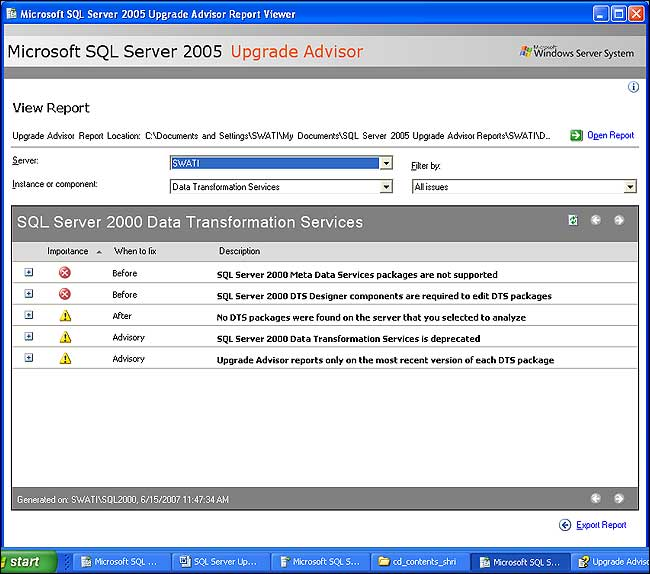 Microsoft SQL Server 2005 Upgrade Advisor Report Viewer
Microsoft SQL Server 2005 Upgrade Advisor
Microsoft
Windows Server System
View Report
Upgrade Advisor Report Location: C:\Documents and Settings\SWATI\My Documents\SQL Server 2005 Upgrade Advisor Reports\SWATI\D...
Open Report
Server:
SWATI
Filter by:
Instance or component:
Data Transformation Services
All issues
SQL Server 2000 Data Transformation Services
Importance When to fix Description
Before SQL Server 2000 Meta Data Services packages are not supported
Before SQL Server 2000 DTS Designer components are required to edit DTS packages
After No DTS packages were found on the server that you selected to analyze
Advisory SQL Server 2000 Data Transformation Services is deprecated
Advisory Upgrade Advisor reports only on the most recent version of each DTS package
Generated on: SWATI\SQL2000, 6/15/2007 11:47:34 AM
Export Report
start Microsoft SQL ... SQL Server Up... Microsoft SQL S... cd_contents_shri Microsoft SQL S... Upgrade Adviso